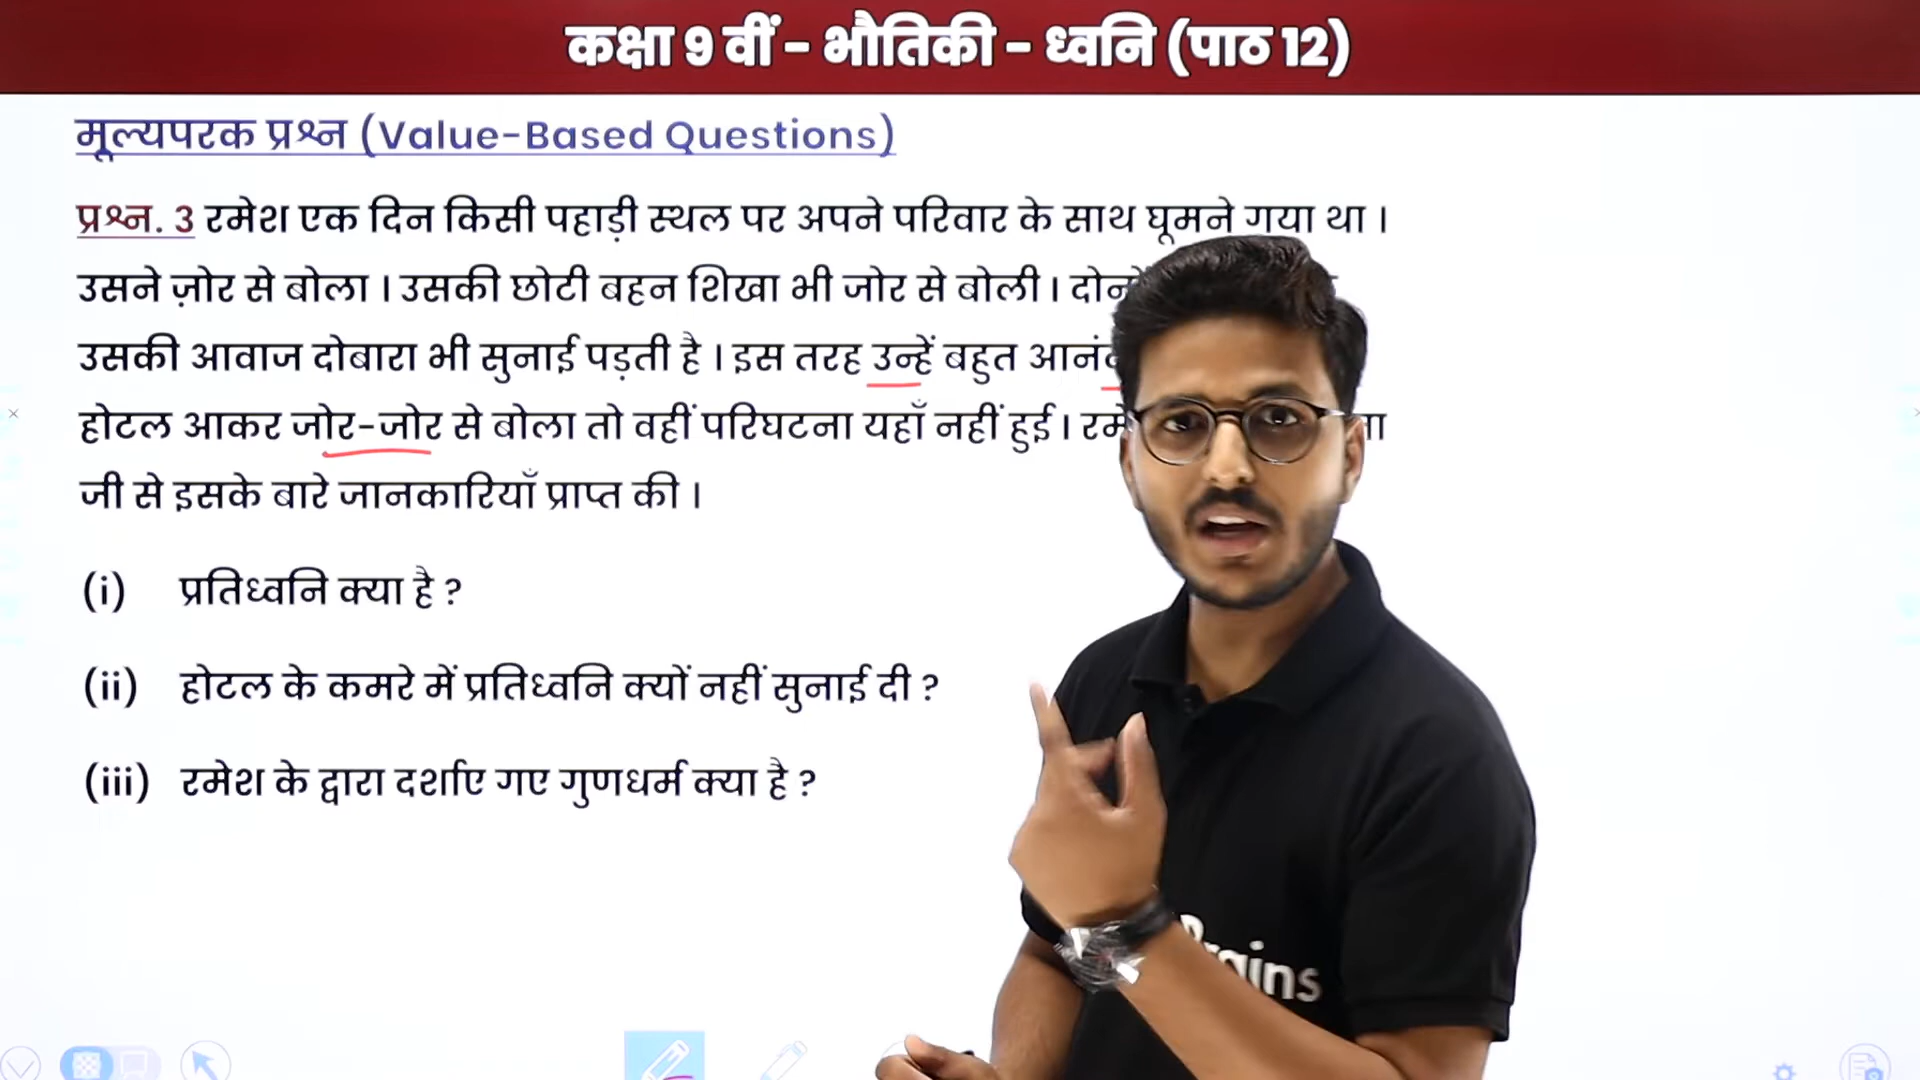 कक्षा 9 वीं - भौतिकी - ध्वनि (पाठ 12)
मूल्यपरक प्रश्न (Value-Based Questions)
प्रश्न. 3 रमेश एक दिन किसी पहाड़ी स्थल पर अपने परिवार के साथ घूमने गया था ।
उसने ज़ोर से बोला । उसकी छोटी बहन शिखा भी जोर से बोली ।
उसकी आवाज दोबारा भी सुनाई पड़ती है । इस तरह उन्हें बहुत
होटल आकर जोर-जोर से बोला तो वहीं परिघटना यहाँ नहीं हुई ।
जी से इसके बारे जानकारियाँ प्राप्त की ।
(i) प्रतिध्वनि क्या है ?
(ii) होटल के कमरे में प्रतिध्वनि क्यों नहीं सुनाई दी ?
(iii) रमेश के द्वारा दर्शाए गए गुणधर्म क्या है ?